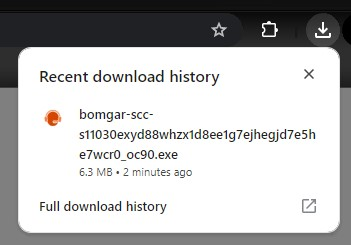 Recent download history
bomgar-scc-
s11030exyd88whzx1d8ee1g7ejhegjd7e5h
e7wcr0_oc90.exe
6.3 MB • 2 minutes ago
Full download history